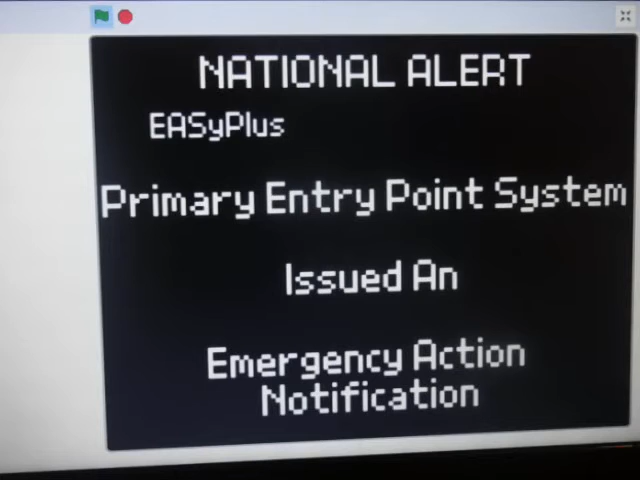 NATIONAL ALERT
EASyPlus
Primary Entry Point System
Issued An
Emergency Action
Notification